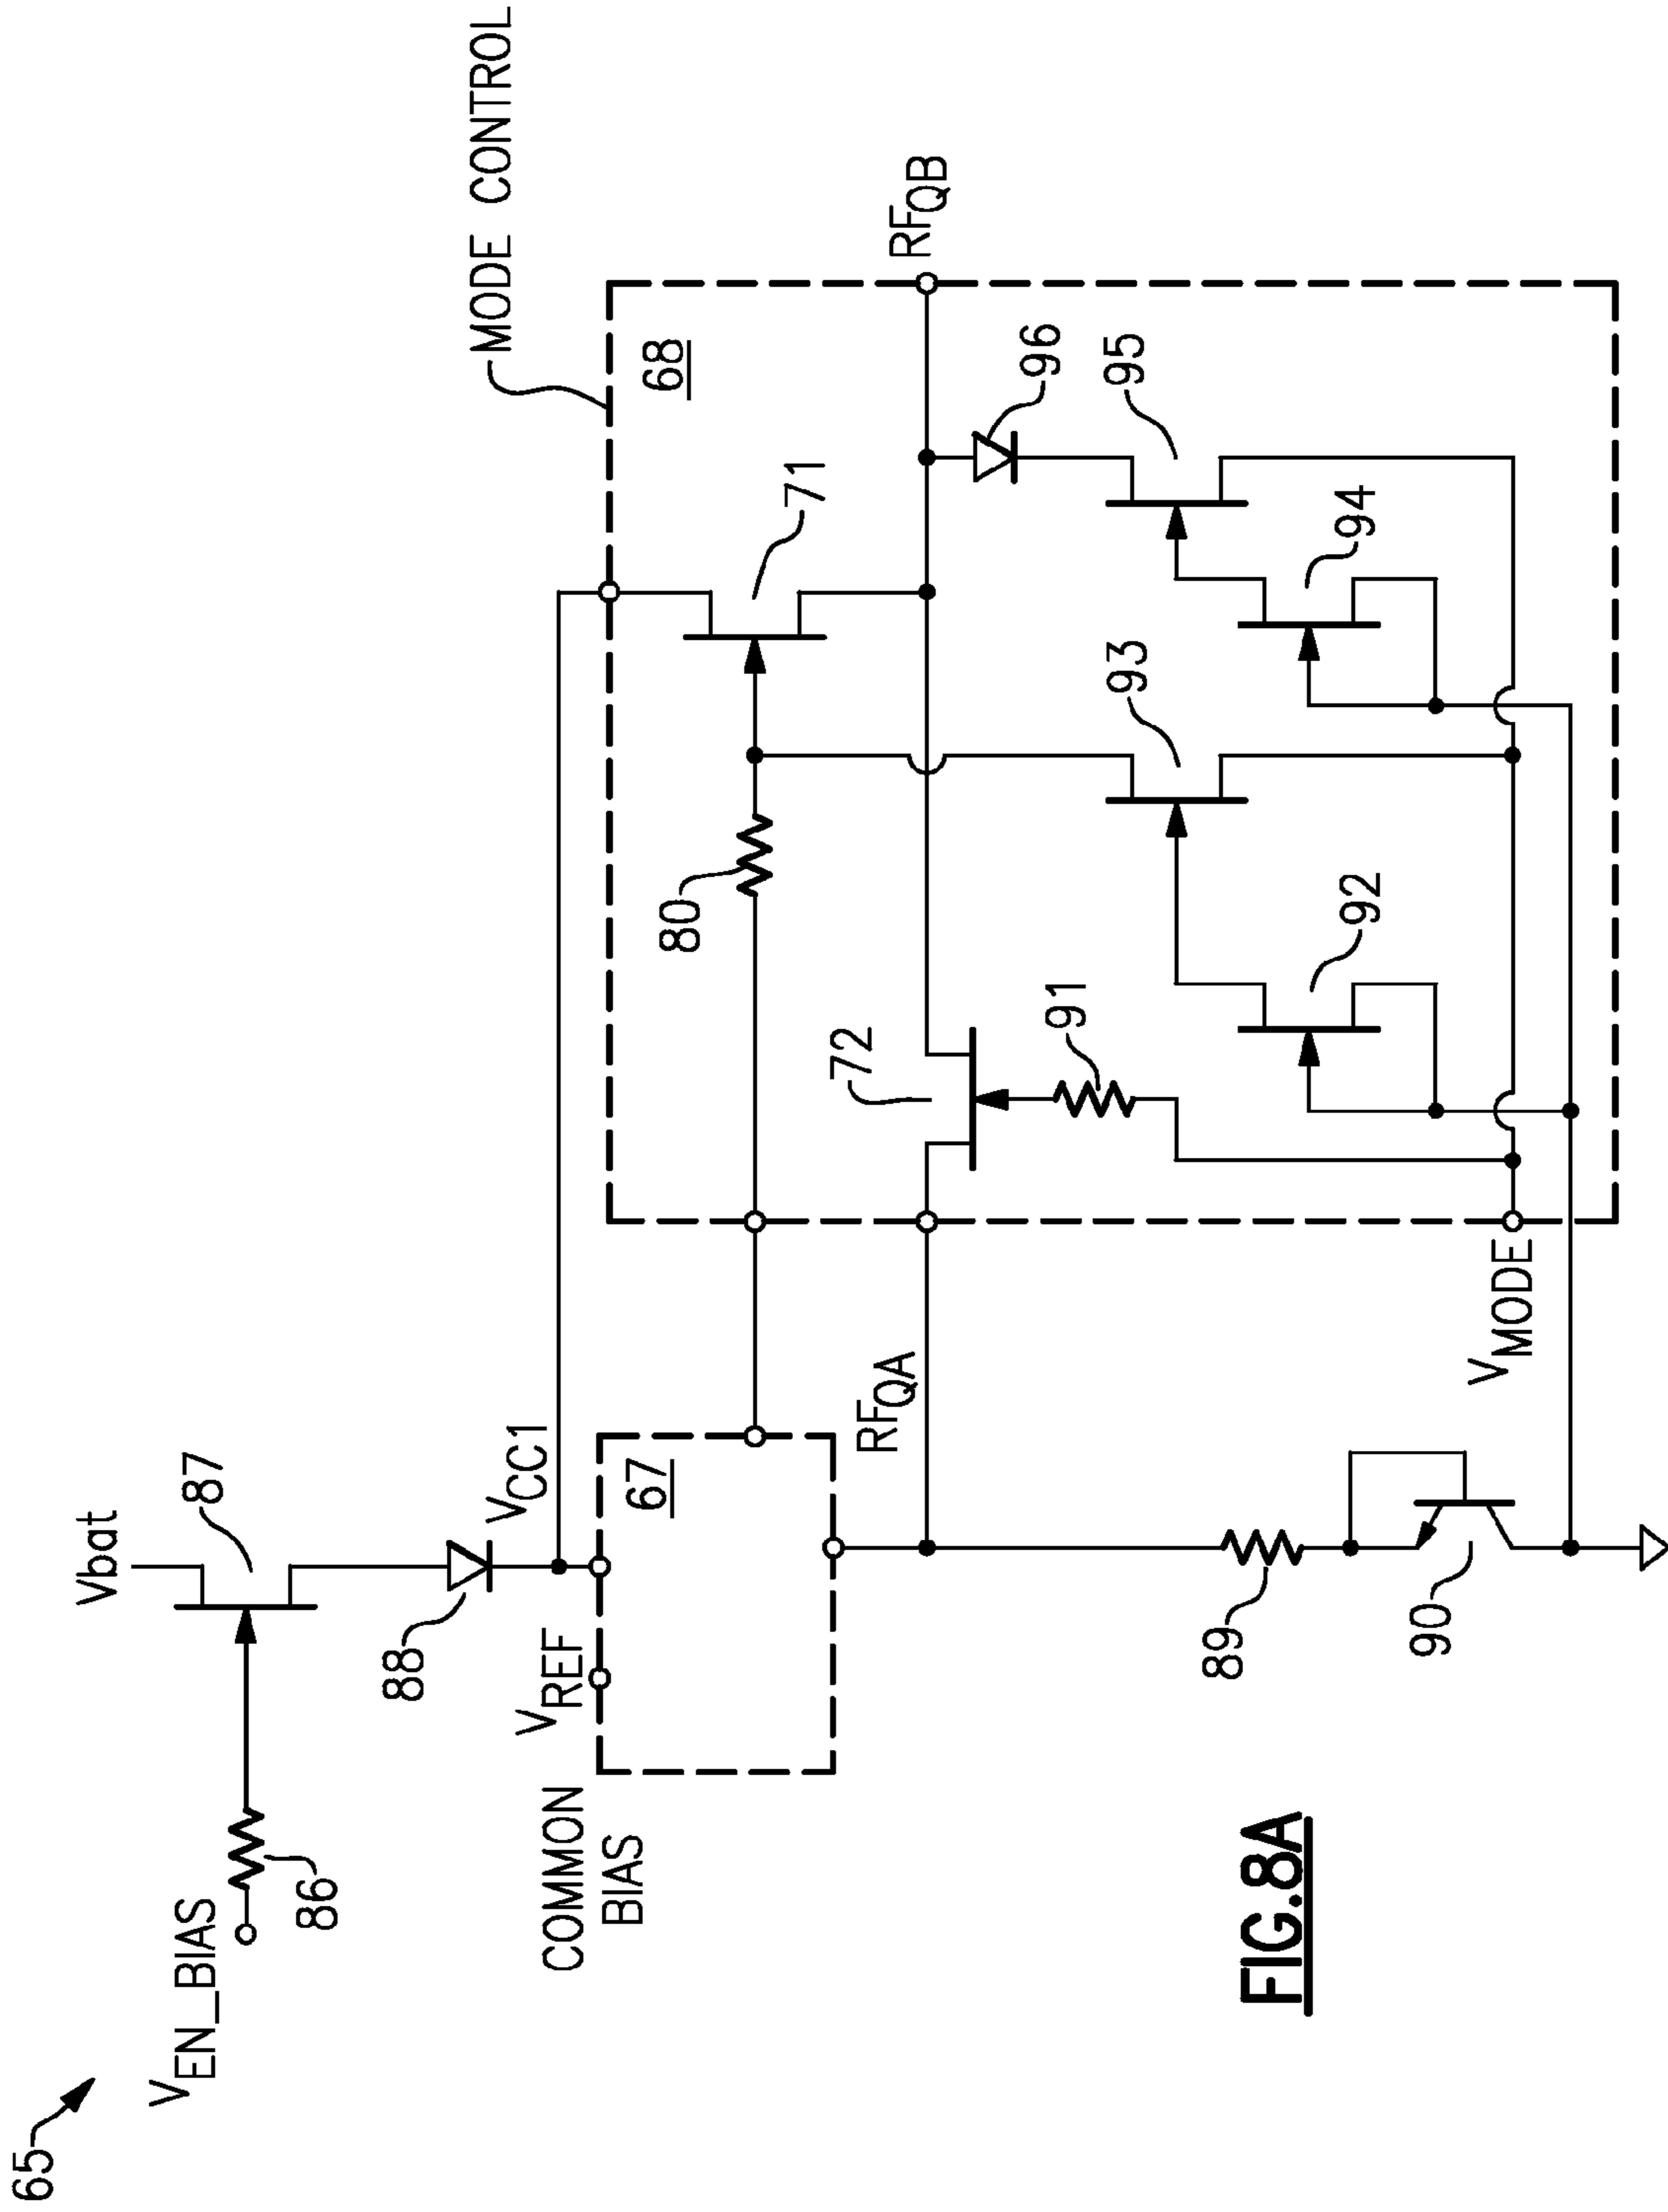 65
V_EN_BIAS
86
Vbat
87
88
V_CC1
V_REF
COMMON
BIAS
67
MODE CONTROL
68
71
80
RF_QA
RF_QB
72
91
92
93
94
95
96
V_MODE
89
90
FIG.8A